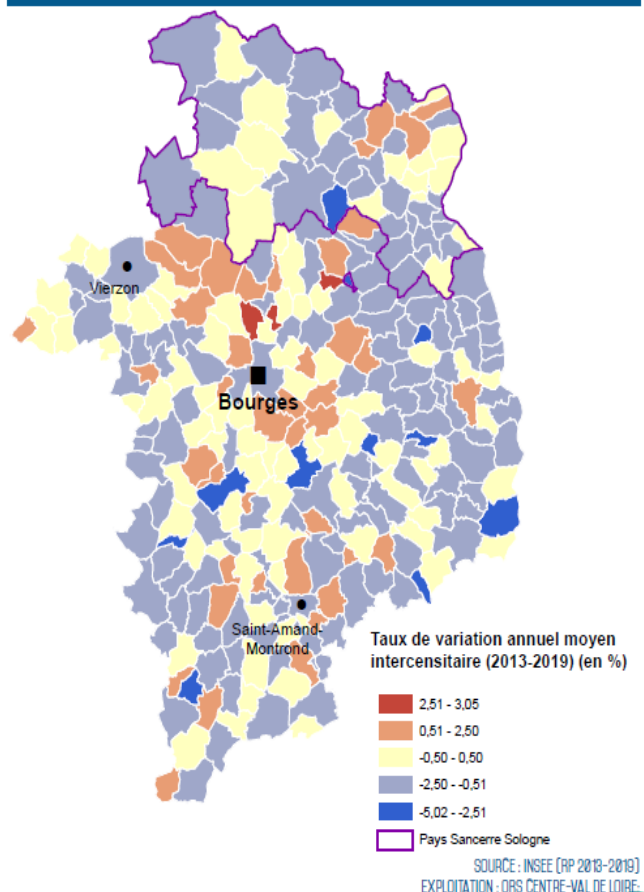 Vierzon
Bourges
Saint-Amand-
Montrond
Taux de variation annuel moyen
intercensitaire (2013-2019) (en %)
2,51 - 3,05
0,51 - 2,50
-0,50 - 0,50
-2,50 - -0,51
-5,02 - -2,51
Pays Sancerre Sologne
SOURCE : INSEE (RP 2013-2019)
EXPLOITATION : ORS CENTRE-VAL DE LOIRE.